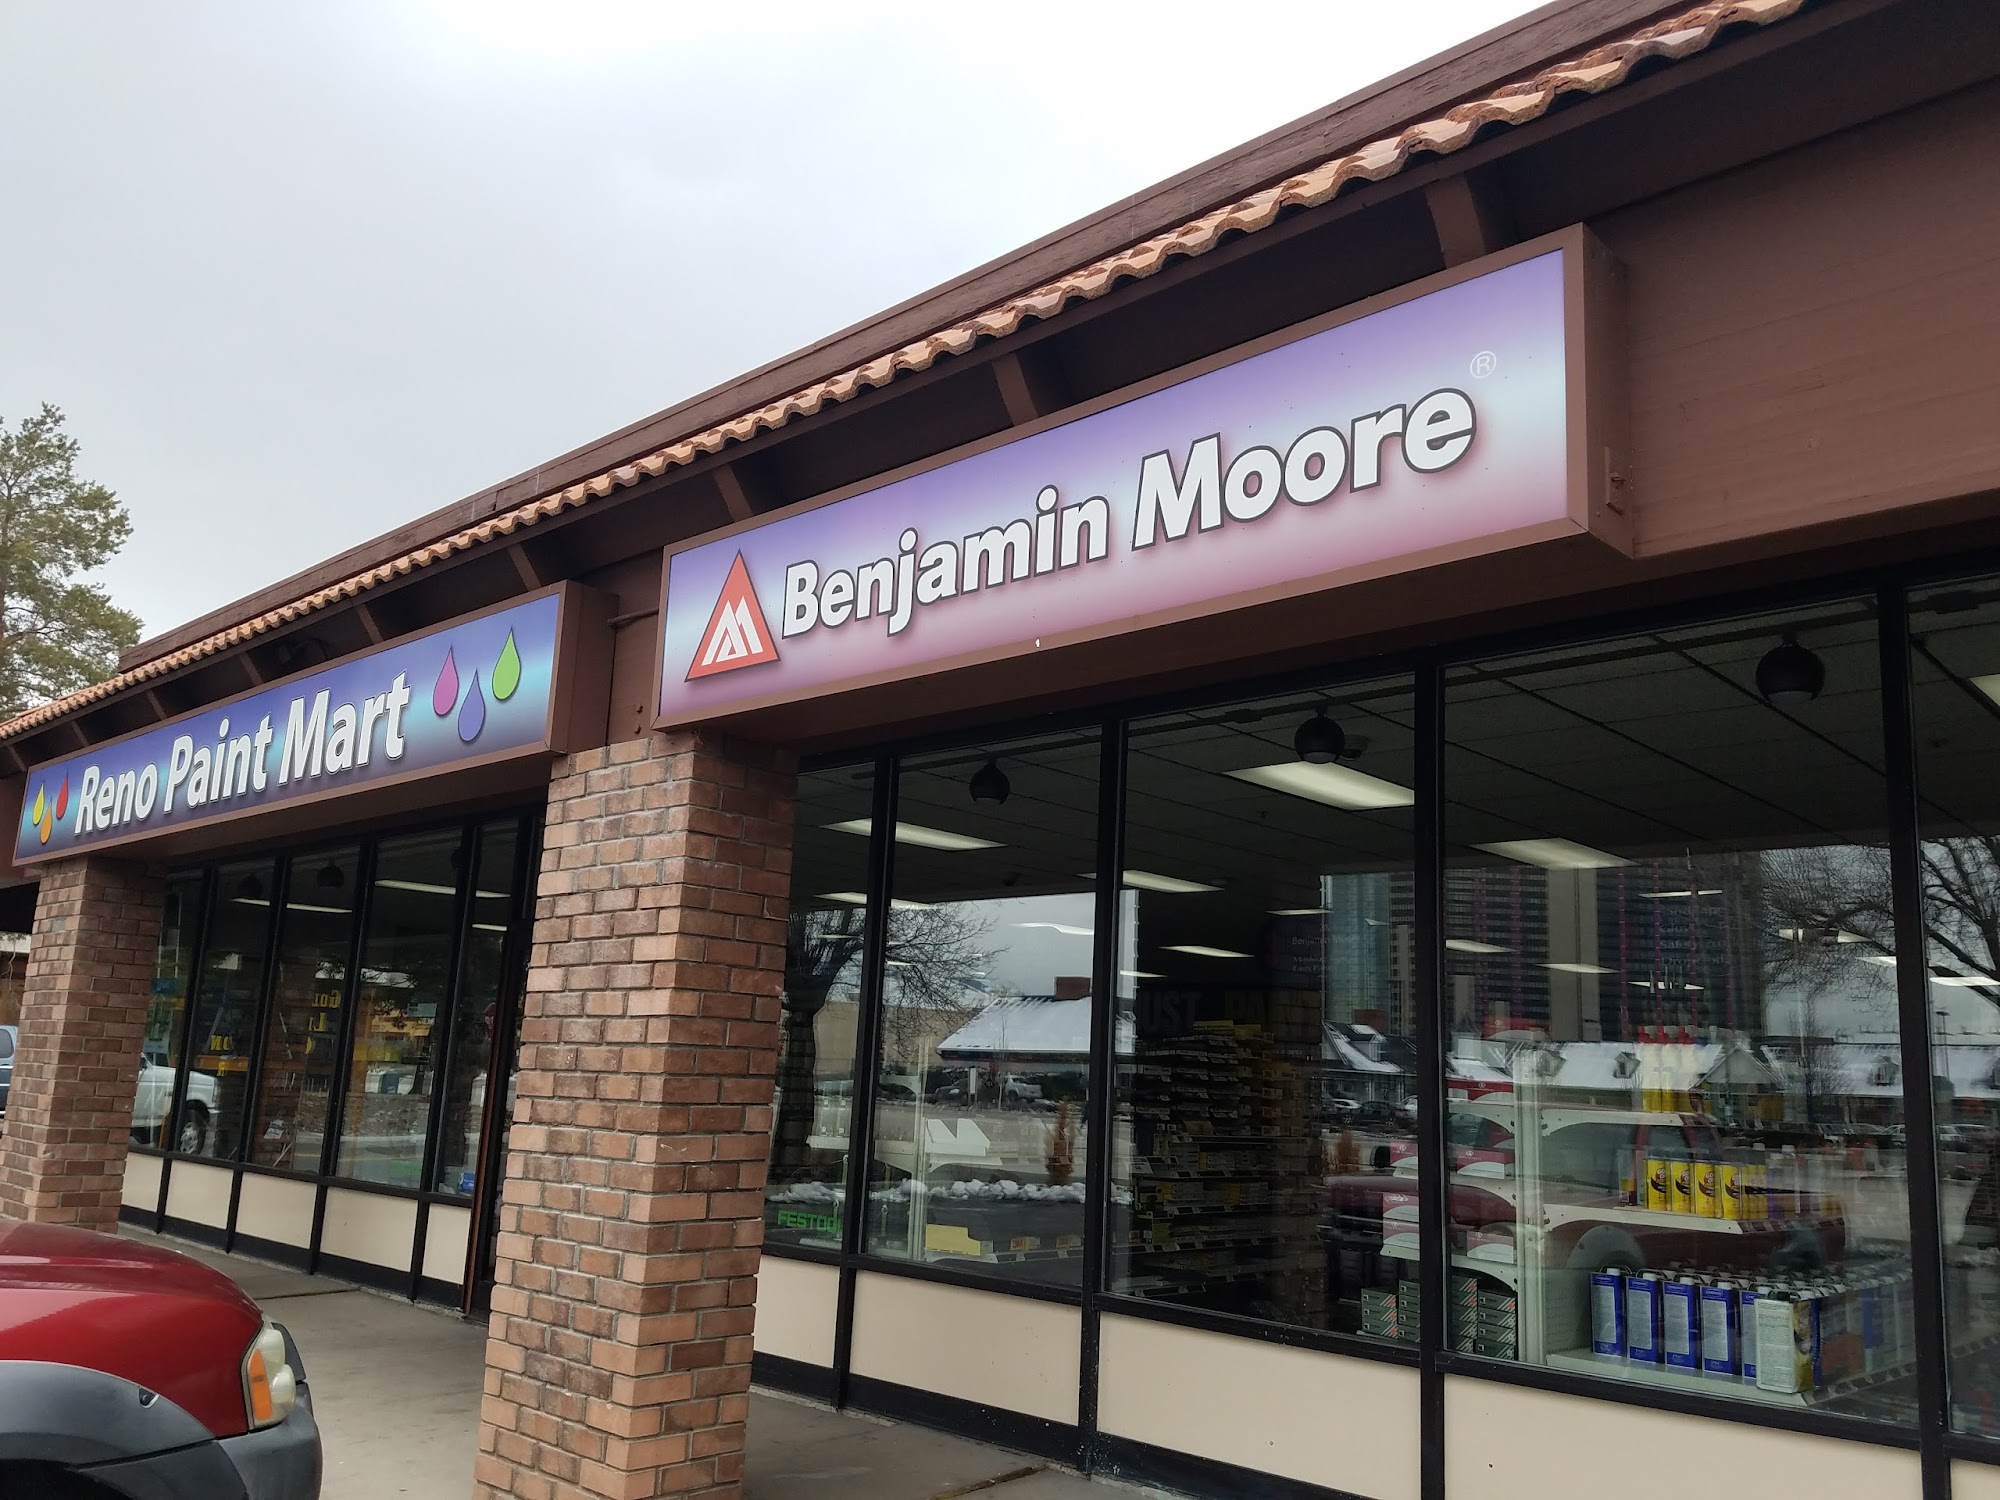 Reno Paint Mart
Benjamin Moore ®
FESTOOL